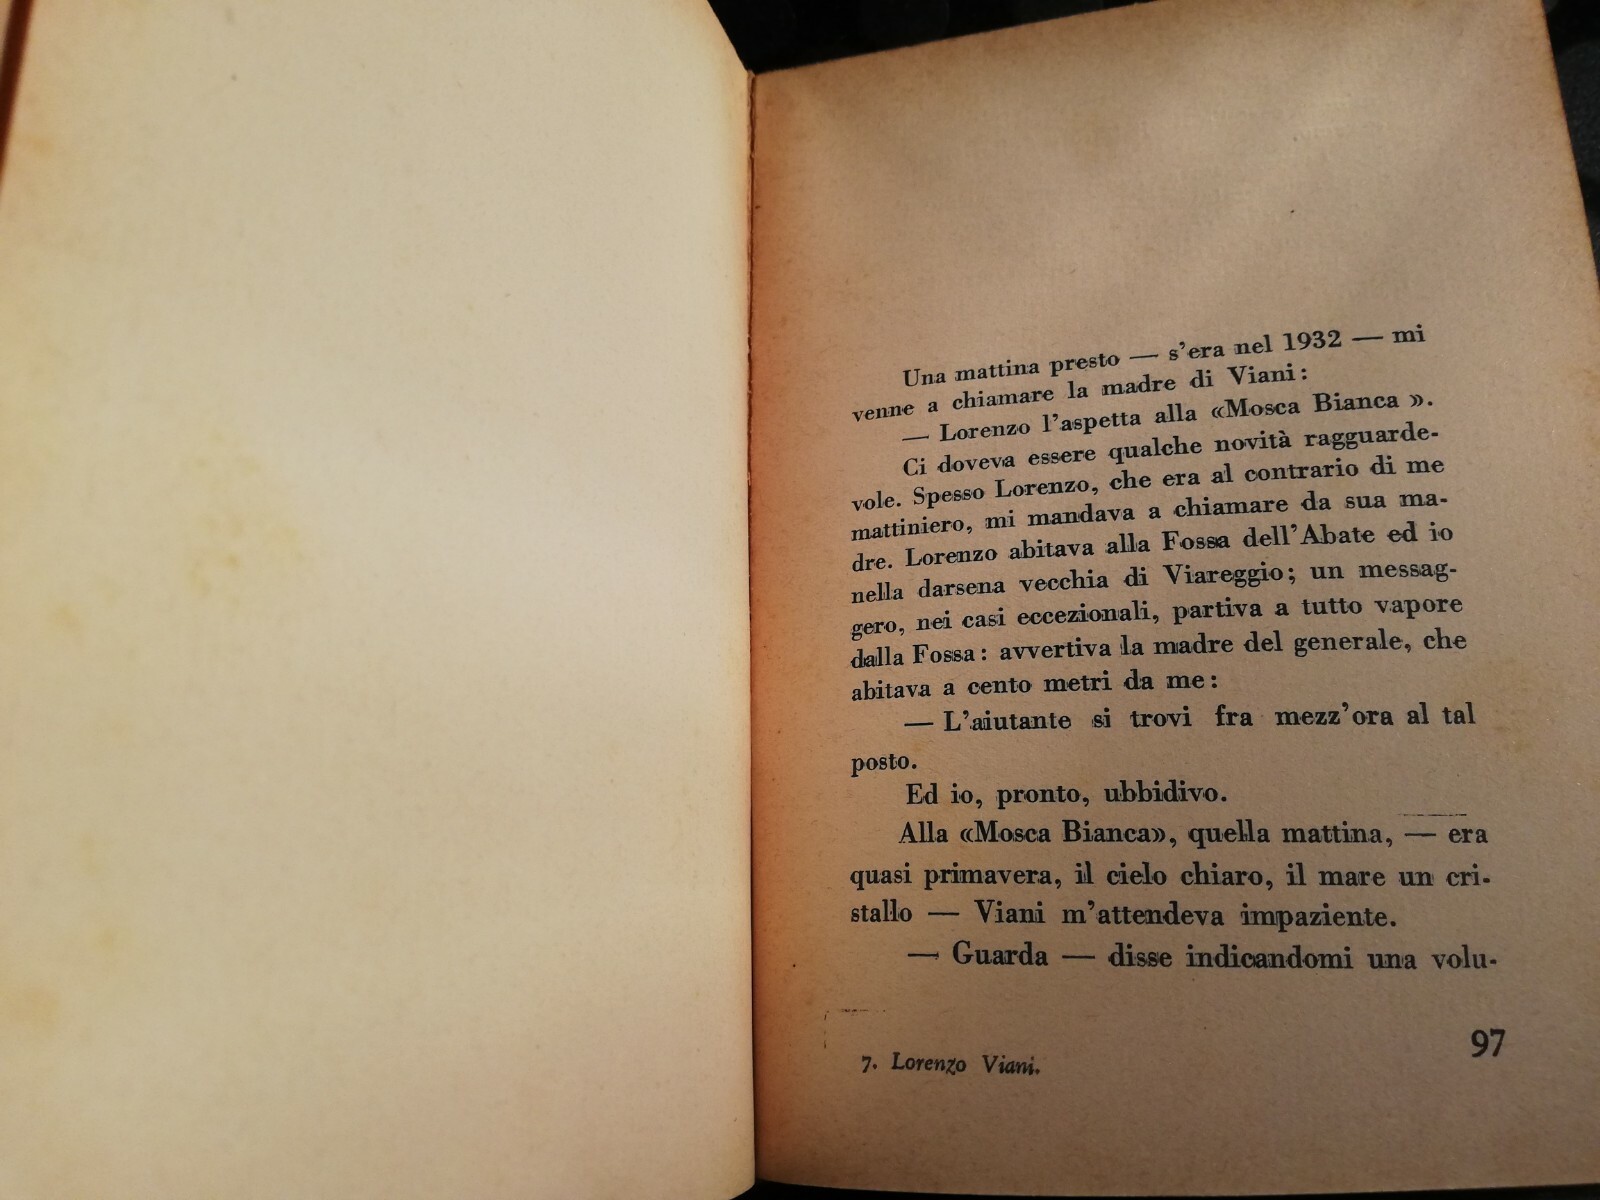 Una mattina presto — s'era nel 1932 — mi
venne a chiamare la madre di Viani:
— Lorenzo l'aspetta alla «Mosca Bianca».
Ci doveva essere qualche novità ragguarde-
vole. Spesso Lorenzo, che era al contrario di me
mattiniero, mi mandava a chiamare da sua ma-
dre. Lorenzo abitava alla Fossa dell'Abate ed io
nella darsena vecchia di Viareggio; un messag-
gero, nei casi eccezionali, partiva a tutto vapore
dalla Fossa: avvertiva la madre del generale, che
abitava a cento metri da me:
— L'aiutante si trovi fra mezz'ora al tal
posto.
Ed io, pronto, ubbidivo.
Alla «Mosca Bianca», quella mattina, — era
quasi primavera, il cielo chiaro, il mare un cri-
stallo — Viani m'attendeva impaziente.
— Guarda — disse indicandomi una volu-
97
7. Lorenzo Viani.